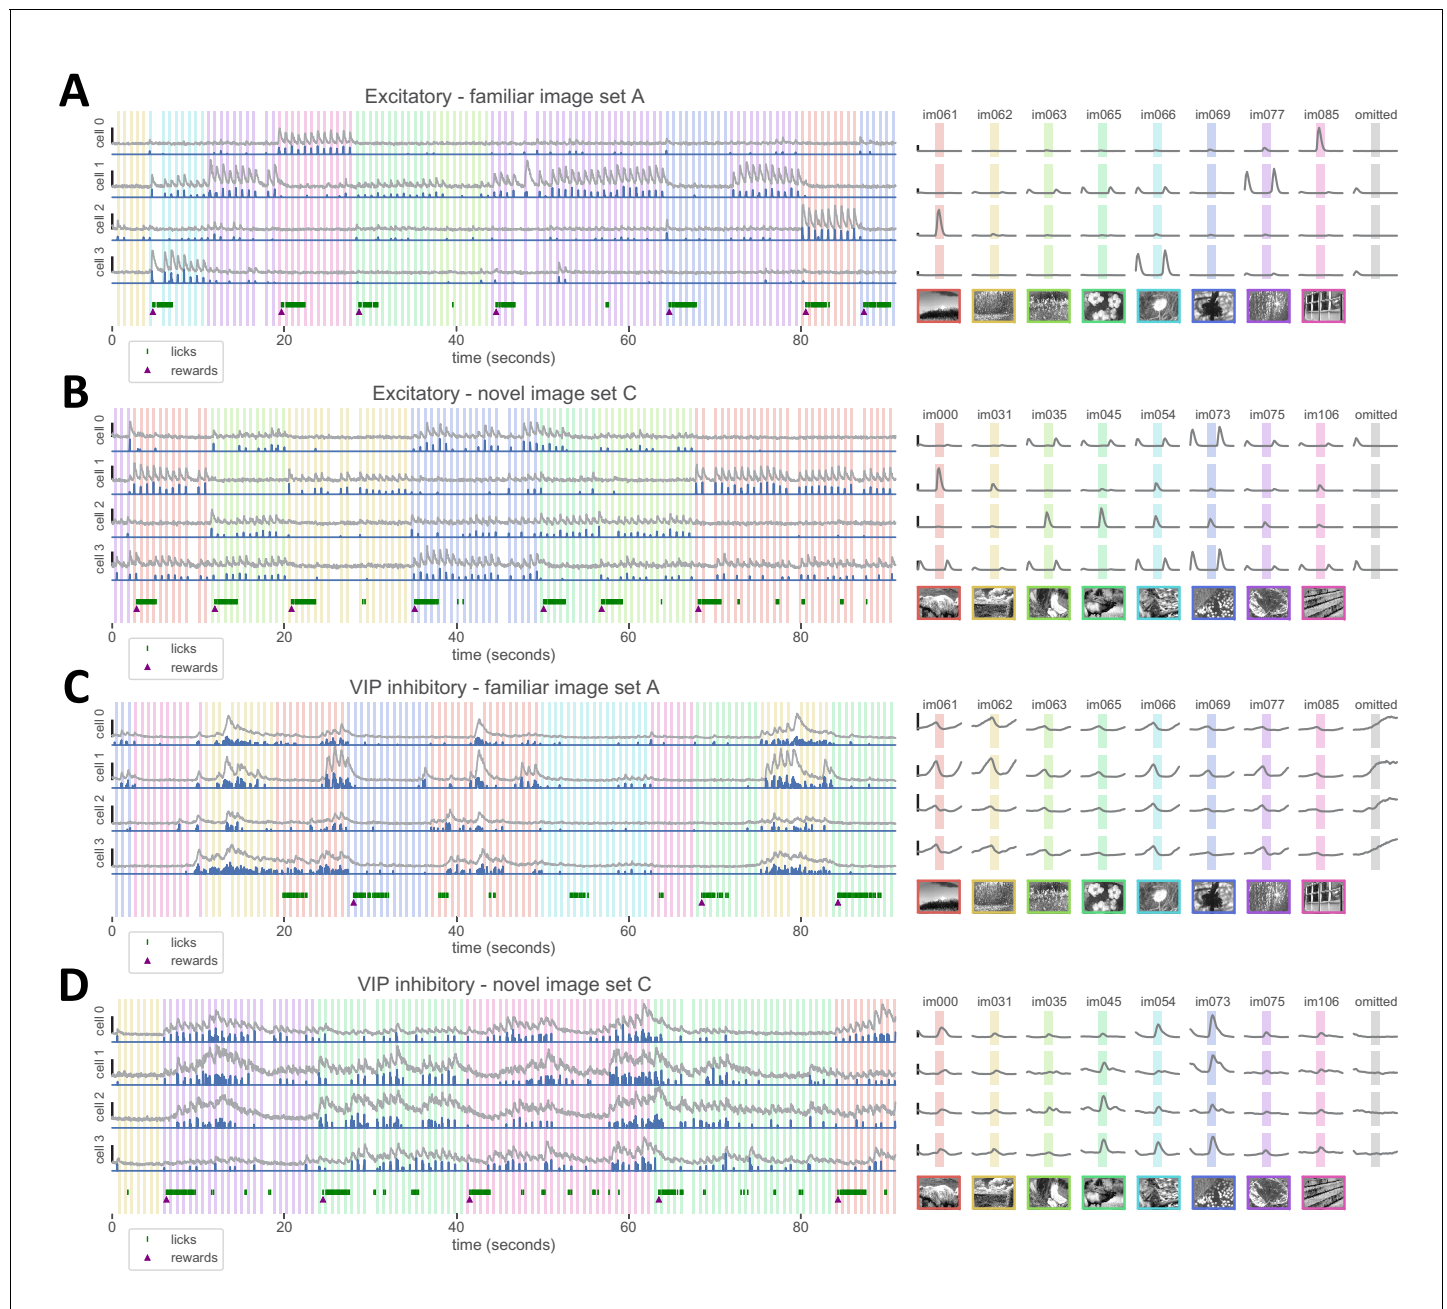 A
Excitatory - familiar image set A
cell 0
cell 1
cell 2
cell 3
im061 im062 im063 im065 im066 im069 im077 im085 omitted
0 20 40 60 80
time (seconds)
licks
rewards
B
Excitatory - novel image set C
cell 0
cell 1
cell 2
cell 3
im000 im031 im035 im045 im054 im073 im075 im106 omitted
0 20 40 60 80
time (seconds)
licks
rewards
C
VIP inhibitory - familiar image set A
cell 0
cell 1
cell 2
cell 3
im061 im062 im063 im065 im066 im069 im077 im085 omitted
0 20 40 60 80
time (seconds)
licks
rewards
D
VIP inhibitory - novel image set C
cell 0
cell 1
cell 2
cell 3
im000 im031 im035 im045 im054 im073 im075 im106 omitted
0 20 40 60 80
time (seconds)
licks
rewards